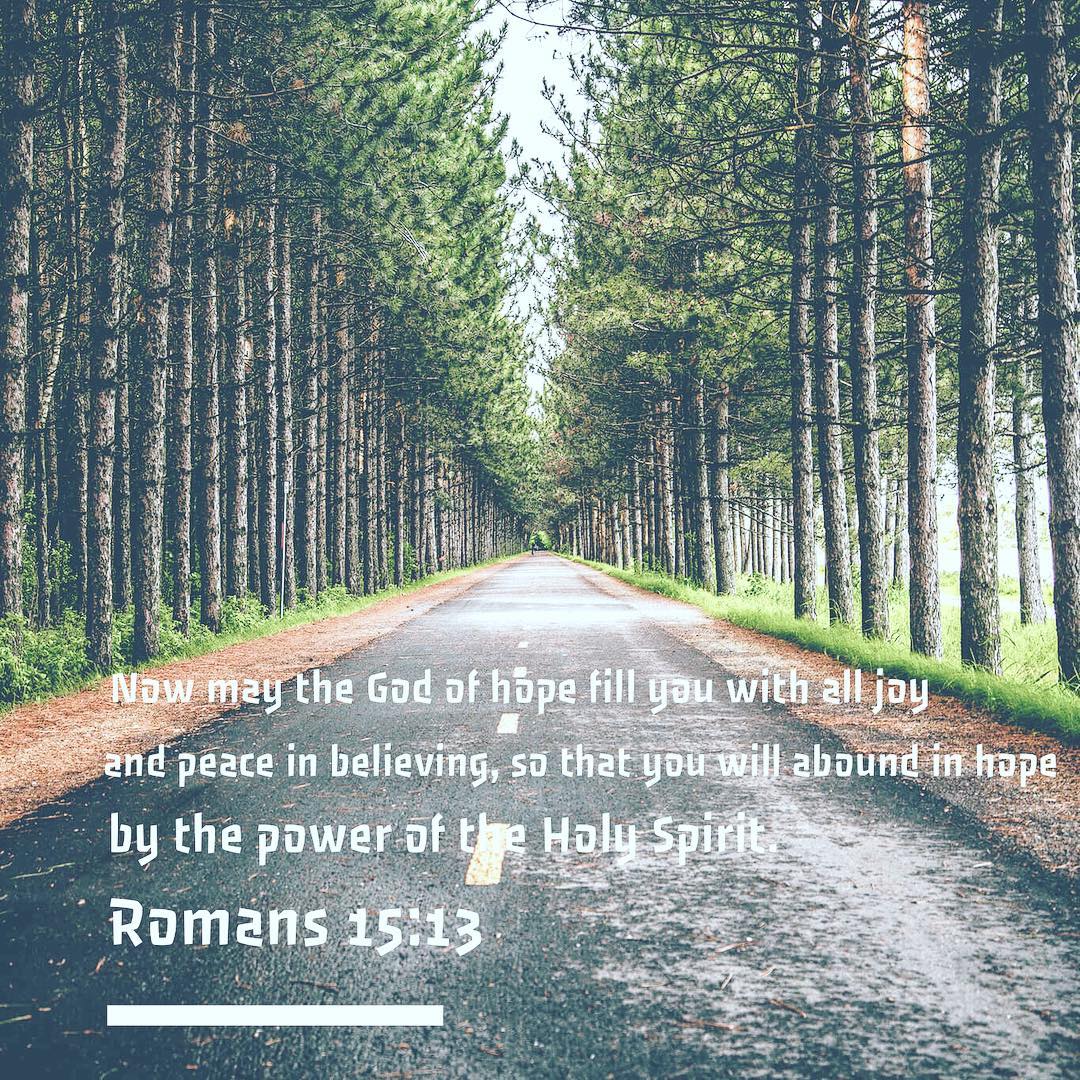 Now may the God of hope fill you with all joy
and peace in believing, so that you will abound in hope
by the power of the Holy Spirit.
Romans 15:13